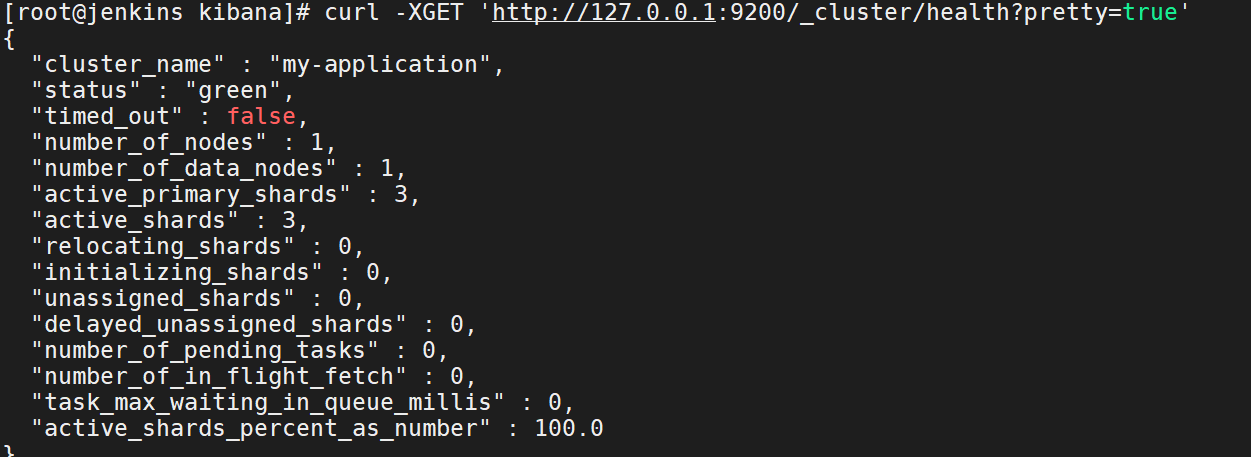 [root@jenkins kibana]# curl -XGET 'http://127.0.0.1:9200/_cluster/health?pretty=true'
{
  "cluster_name" : "my-application",
  "status" : "green",
  "timed_out" : false,
  "number_of_nodes" : 1,
  "number_of_data_nodes" : 1,
  "active_primary_shards" : 3,
  "active_shards" : 3,
  "relocating_shards" : 0,
  "initializing_shards" : 0,
  "unassigned_shards" : 0,
  "delayed_unassigned_shards" : 0,
  "number_of_pending_tasks" : 0,
  "number_of_in_flight_fetch" : 0,
  "task_max_waiting_in_queue_millis" : 0,
  "active_shards_percent_as_number" : 100.0
}